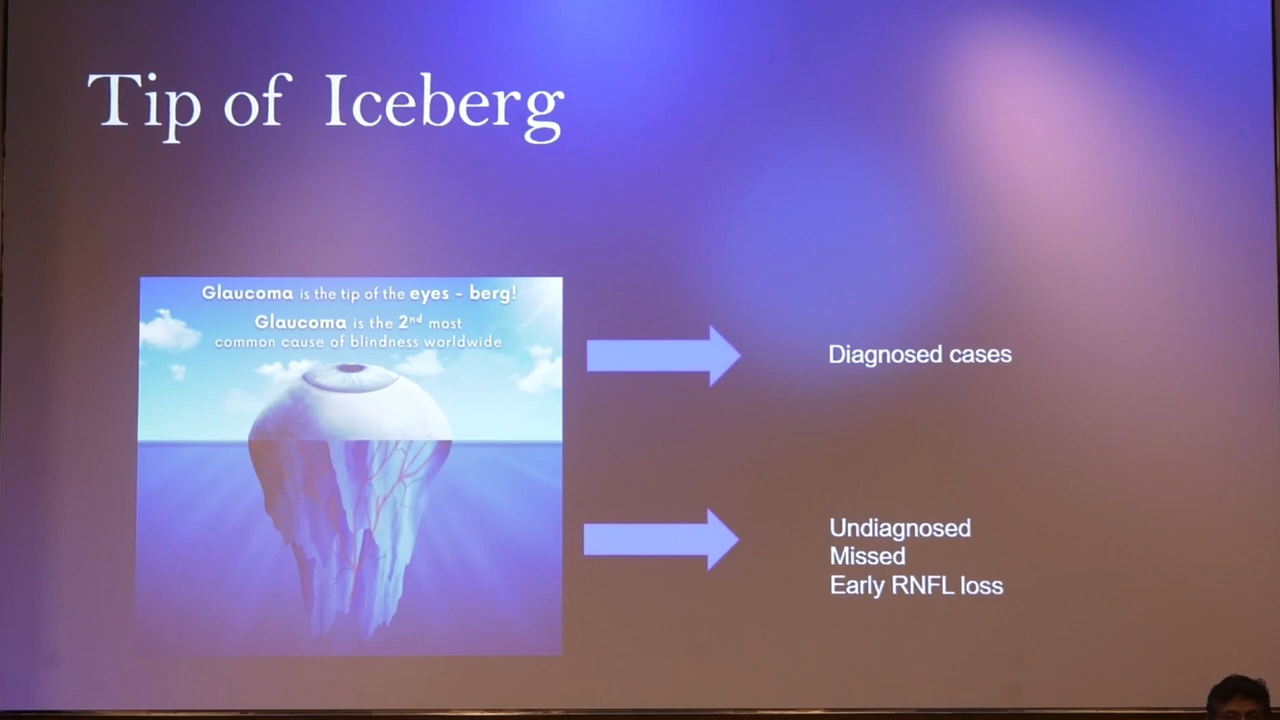 Tip of Iceberg
Glaucoma is the tip of the eyes - berg!
Glaucoma is the 2nd most
common cause of blindness worldwide
Diagnosed cases
Undiagnosed
Missed
Early RNFL loss